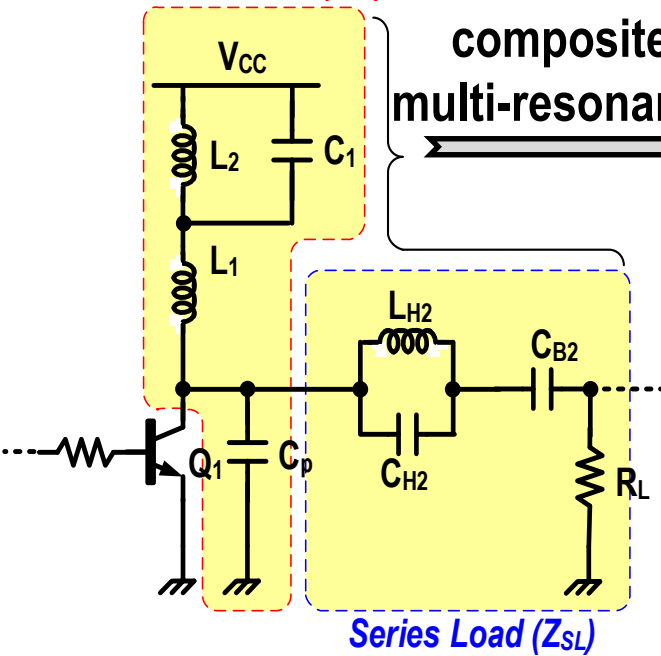 composite
multi-resonan
VCC
L2
C1
L1
LH2
CB2
Q1
Cp
CH2
RL
Series Load (ZSL)